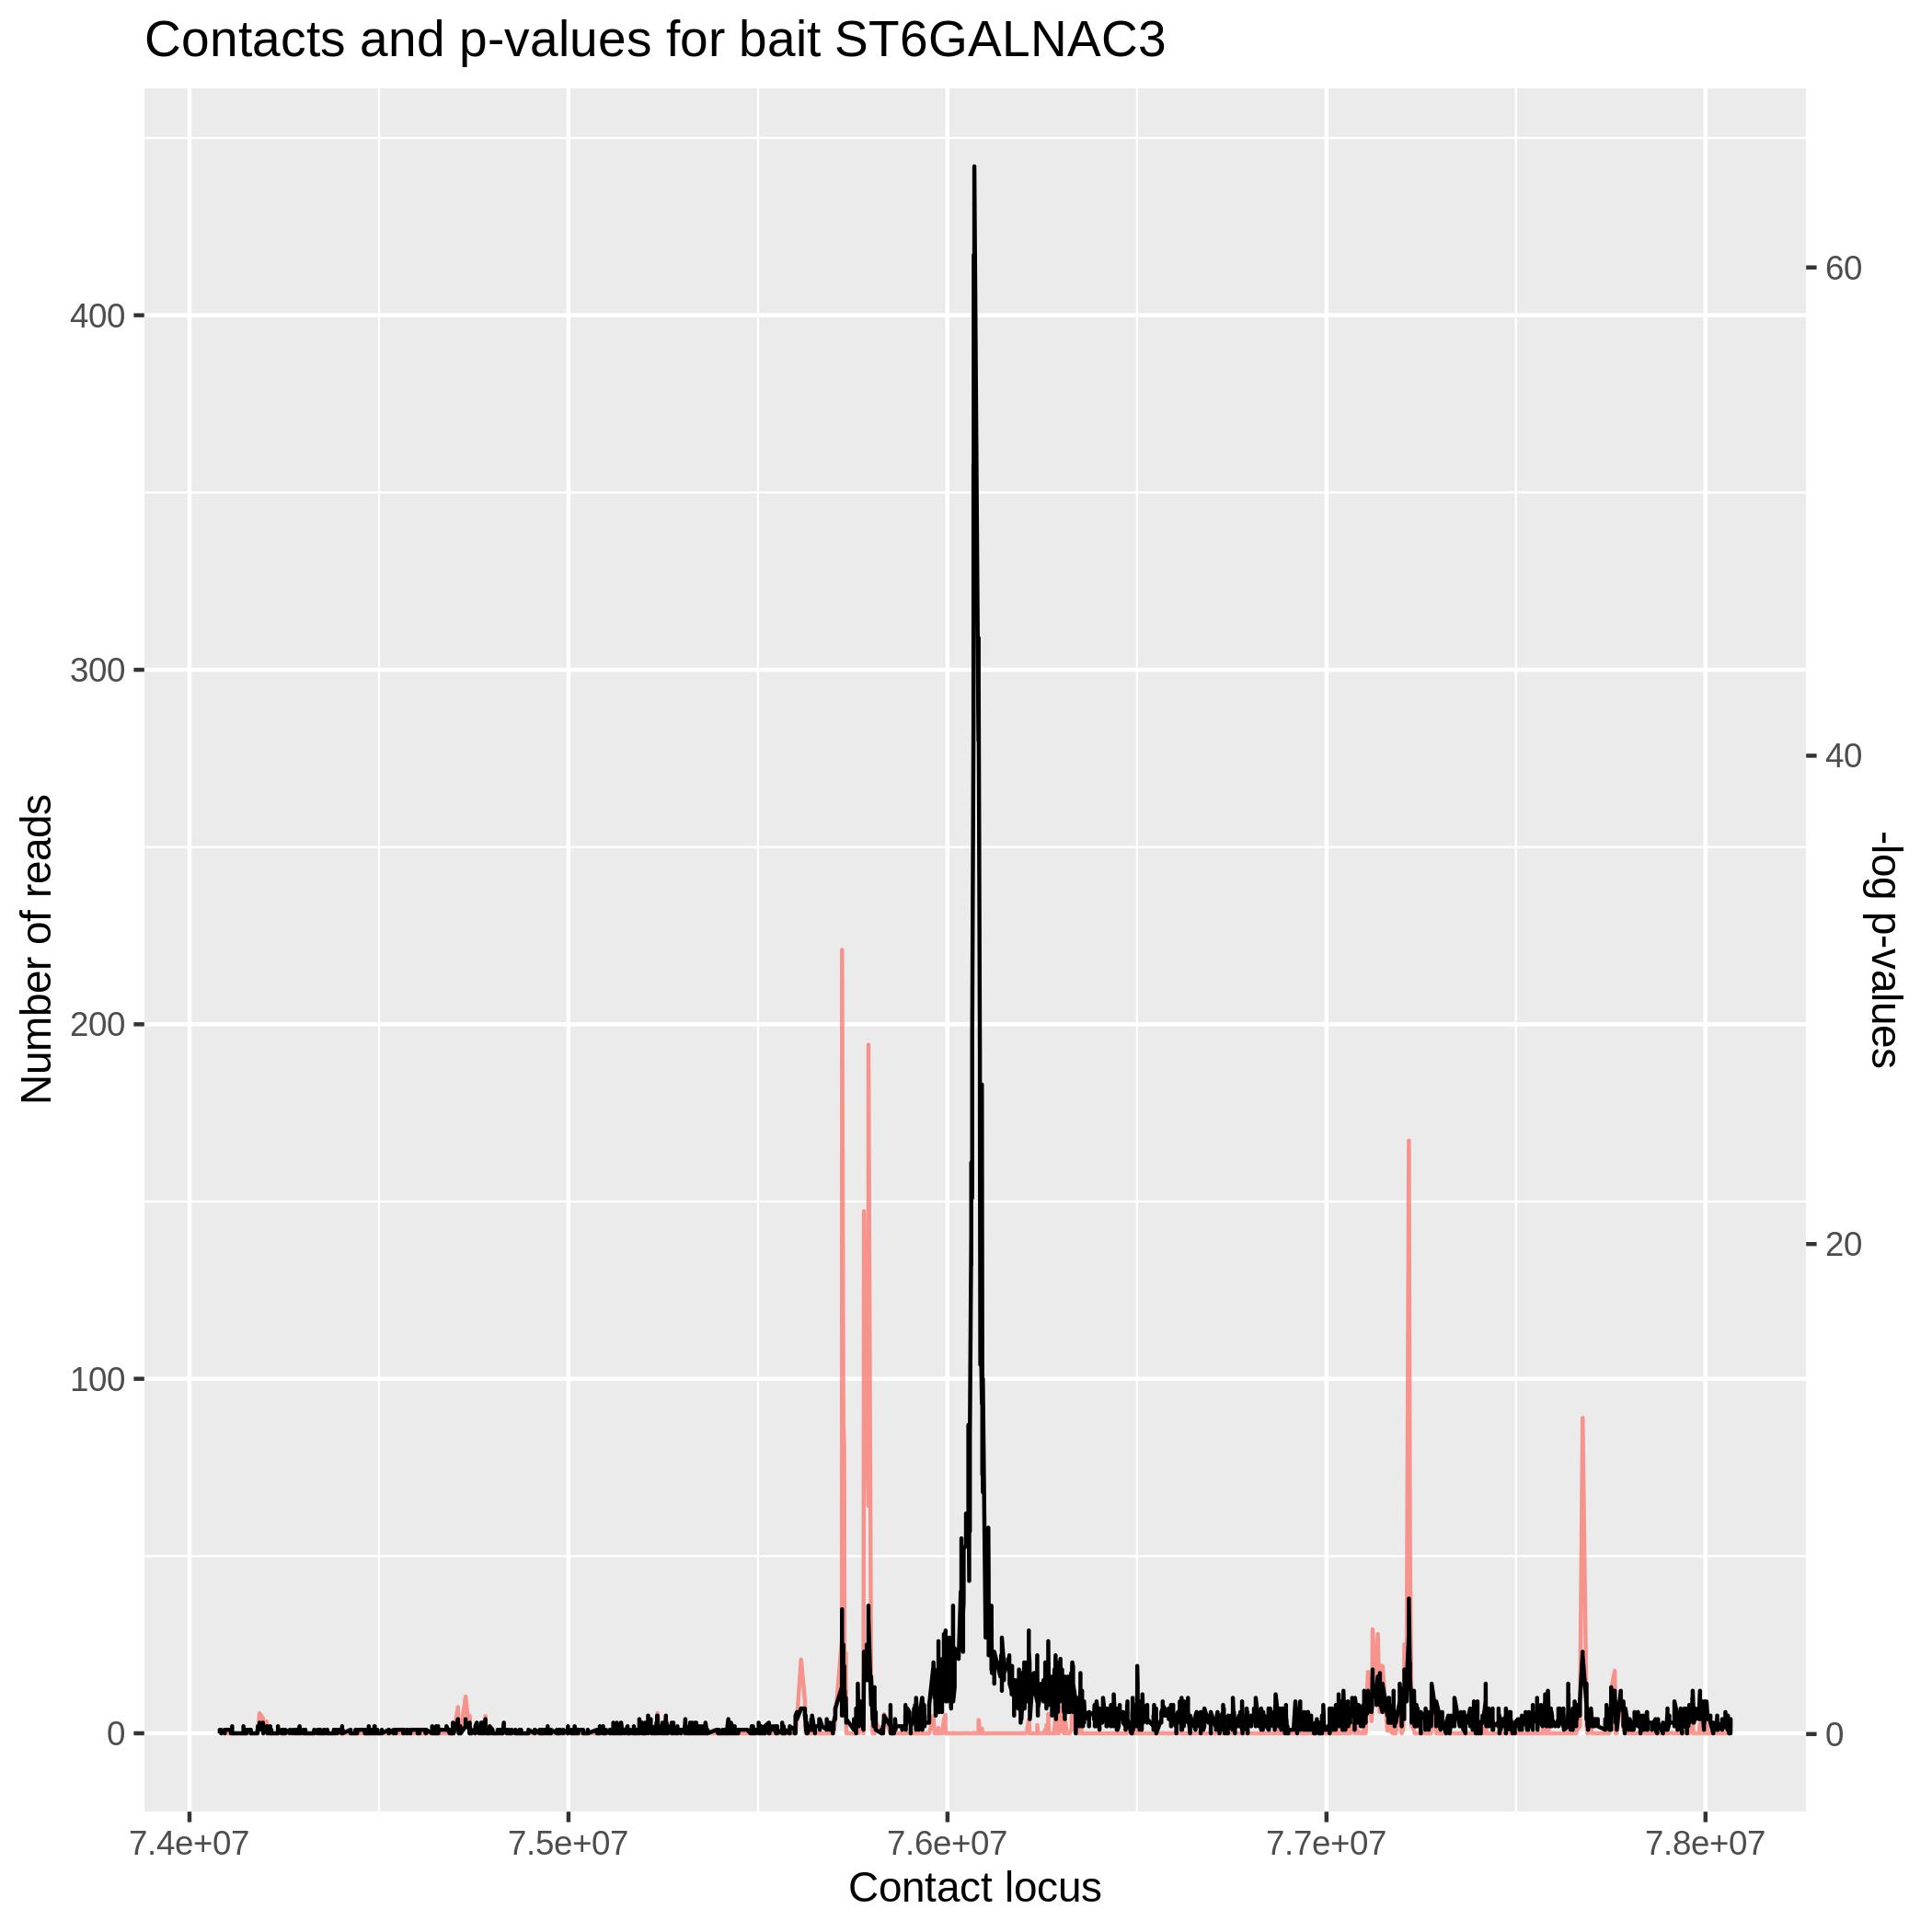 Contacts and p-values for bait ST6GALNAC3
Number of reads
400
300
200
100
0
60
40
20
0
-log p-values
7.4e+07 7.5e+07 7.6e+07 7.7e+07 7.8e+07
Contact locus